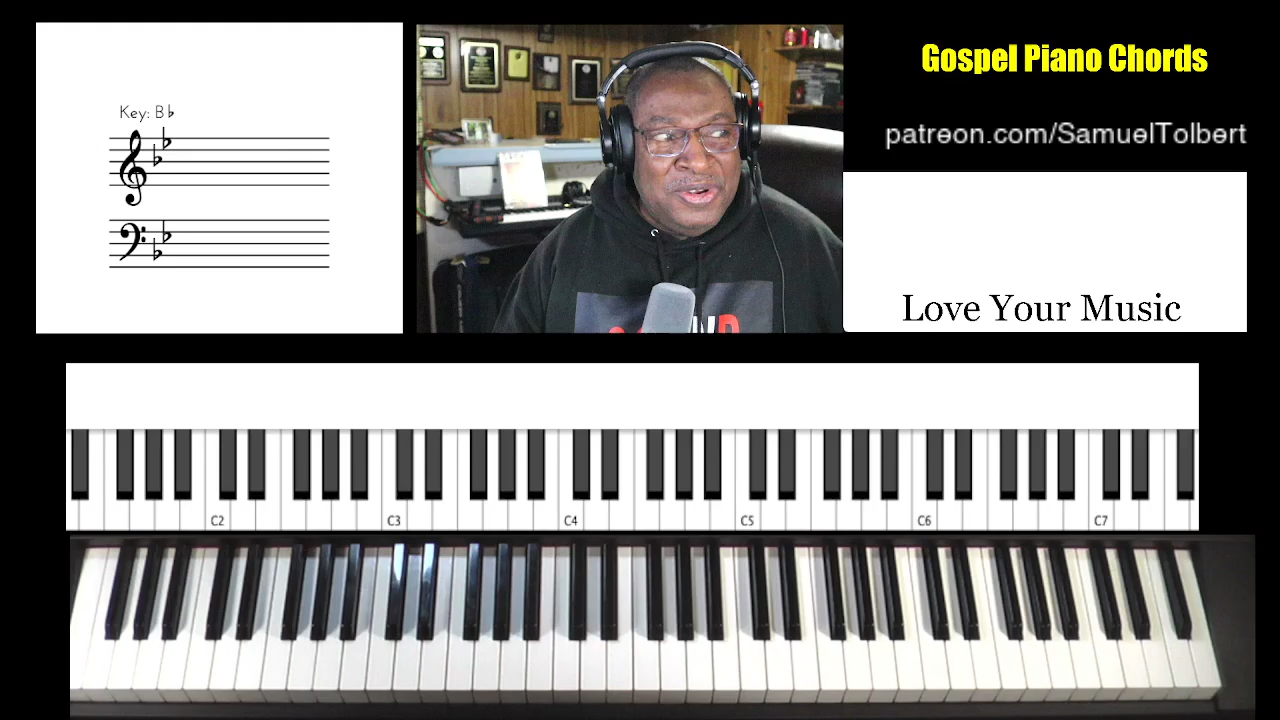 Key: B♭
Gospel Piano Chords
patreon.com/SamuelTolbert
Love Your Music
C2 C3 C4 C5 C6 C7